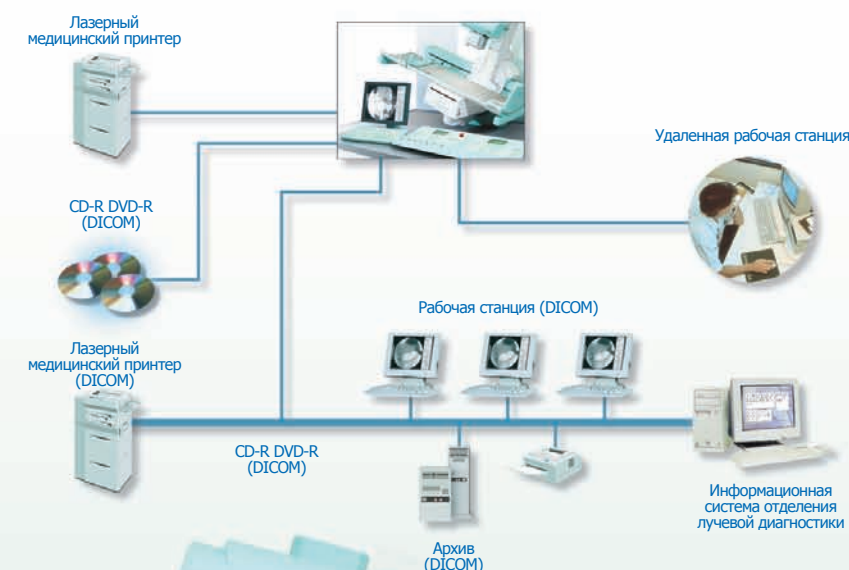 Лазерный
медицинский принтер
Удаленная рабочая станция
CD-R DVD-R
(DICOM)
Рабочая станция (DICOM)
Лазерный
медицинский принтер
(DICOM)
CD-R DVD-R
(DICOM)
Информационная
система отделения
лучевой диагностики
Архив
(DICOM)